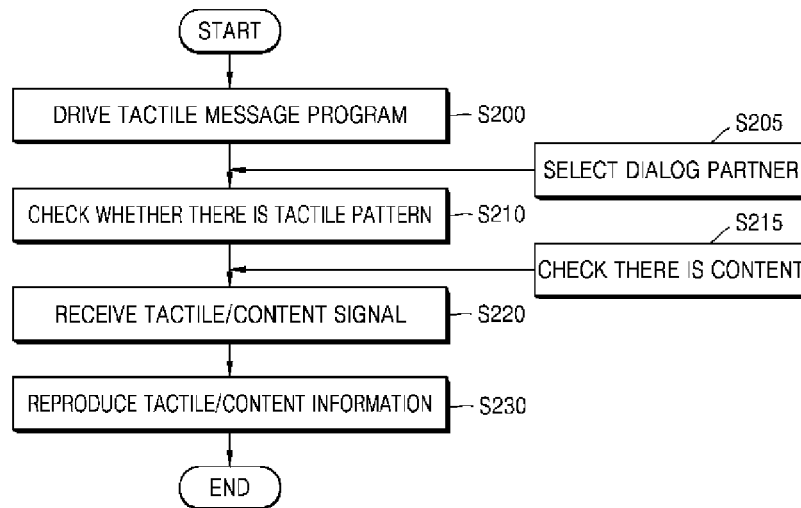 START
DRIVE TACTILE MESSAGE PROGRAM
S200
S205
SELECT DIALOG PARTNER
CHECK WHETHER THERE IS TACTILE PATTERN
S210
S215
CHECK THERE IS CONTENT
RECEIVE TACTILE/CONTENT SIGNAL
S220
REPRODUCE TACTILE/CONTENT INFORMATION
S230
END